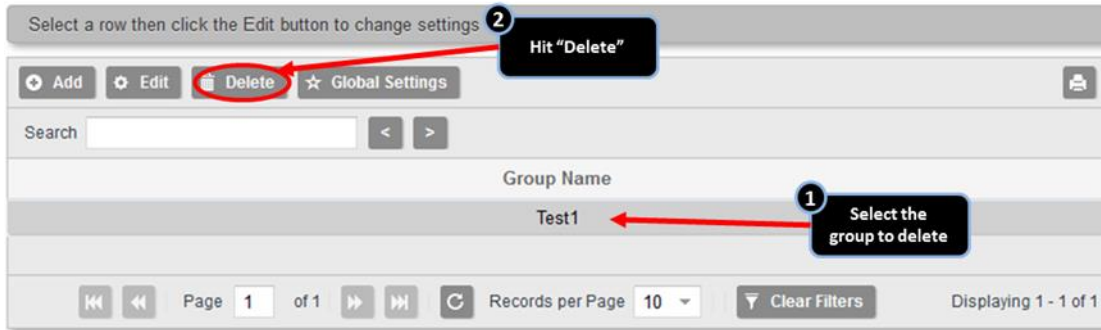 Select a row then click the Edit button to change settings
2
Hit “Delete”
Add Edit Delete Global Settings
Search < >
Group Name
Test1
1
Select the
group to delete
Page 1 of 1 Records per Page 10 Clear Filters Displaying 1 - 1 of 1